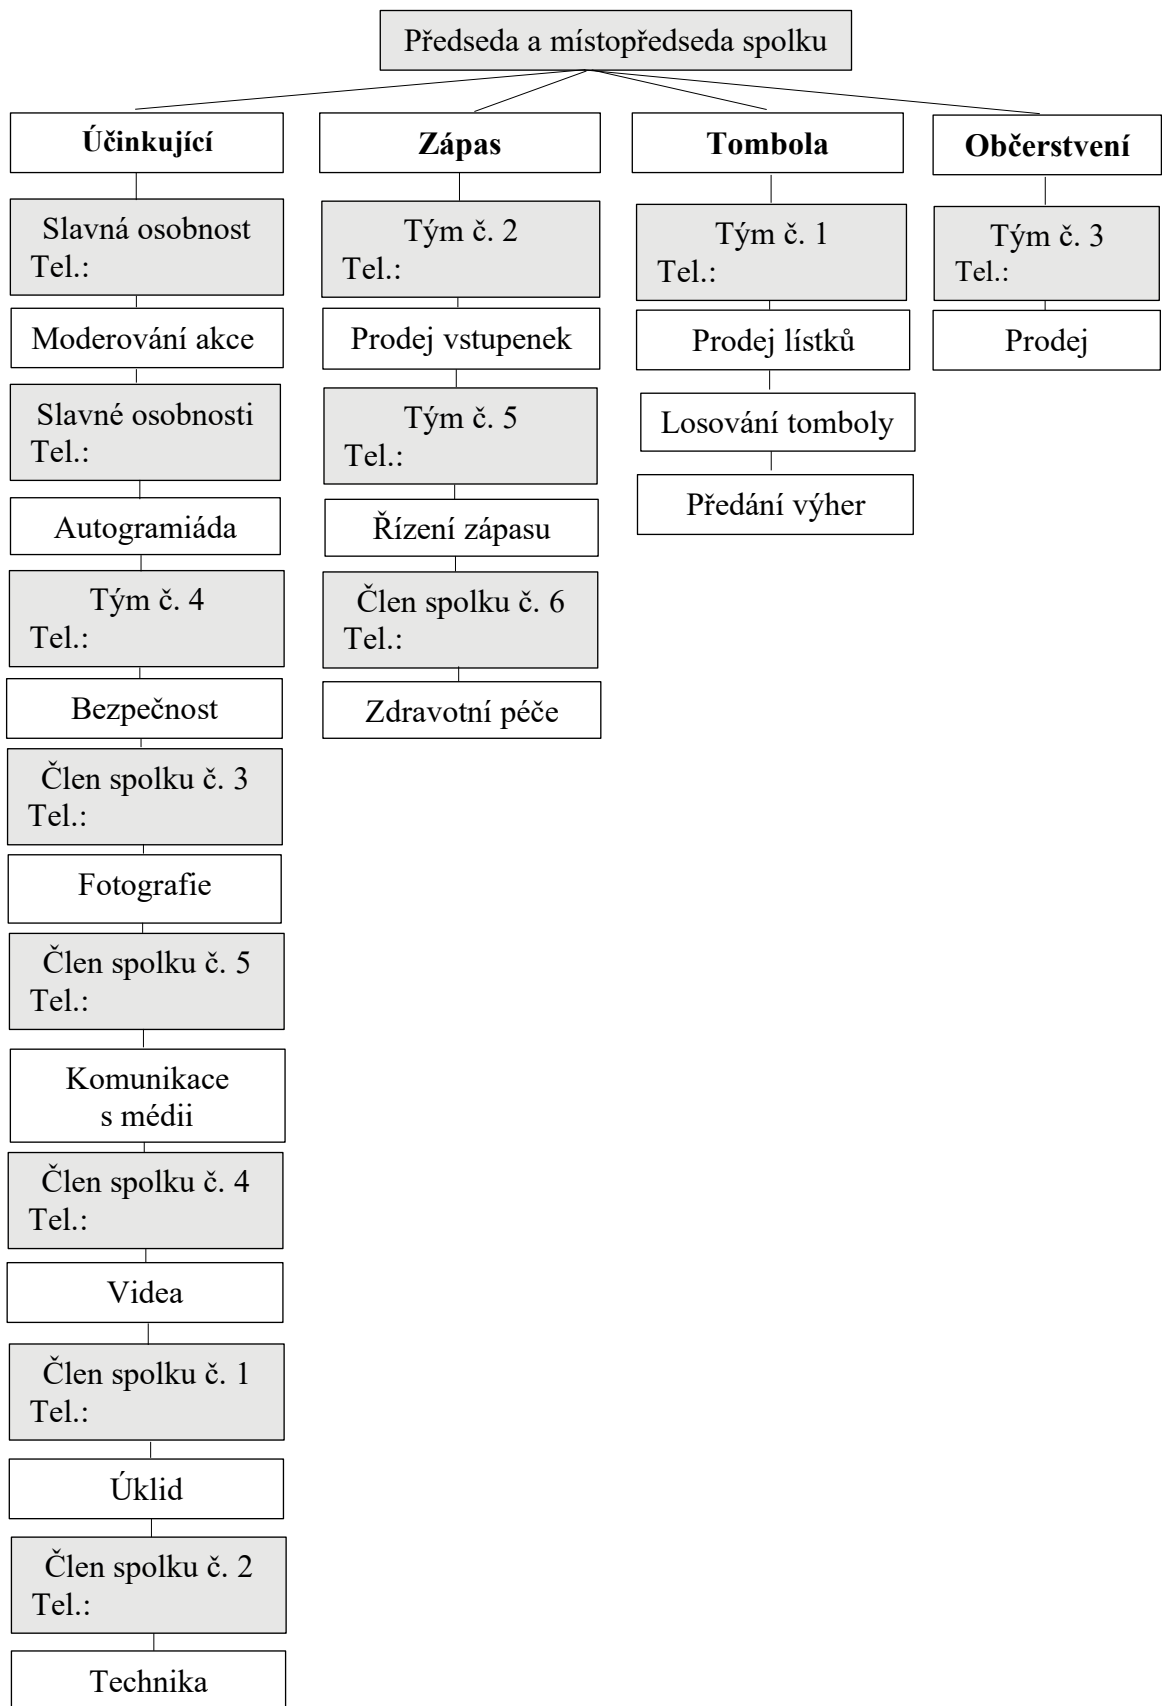 Předseda a místopředseda spolku
Účinkující
Slavná osobnost
Tel.:
Moderování akce
Slavné osobnosti
Tel.:
Autogramiáda
Tým č. 4
Tel.:
Bezpečnost
Člen spolku č. 3
Tel.:
Fotografie
Člen spolku č. 5
Tel.:
Komunikace
s médii
Člen spolku č. 4
Tel.:
Videa
Člen spolku č. 1
Tel.:
Úklid
Člen spolku č. 2
Tel.:
Technika
Zápas
Tým č. 2
Tel.:
Prodej vstupenek
Tým č. 5
Tel.:
Řízení zápasu
Člen spolku č. 6
Tel.:
Zdravotní péče
Tombola
Tým č. 1
Tel.:
Prodej lístků
Losování tomboly
Předání výher
Občerstvení
Tým č. 3
Tel.:
Prodej